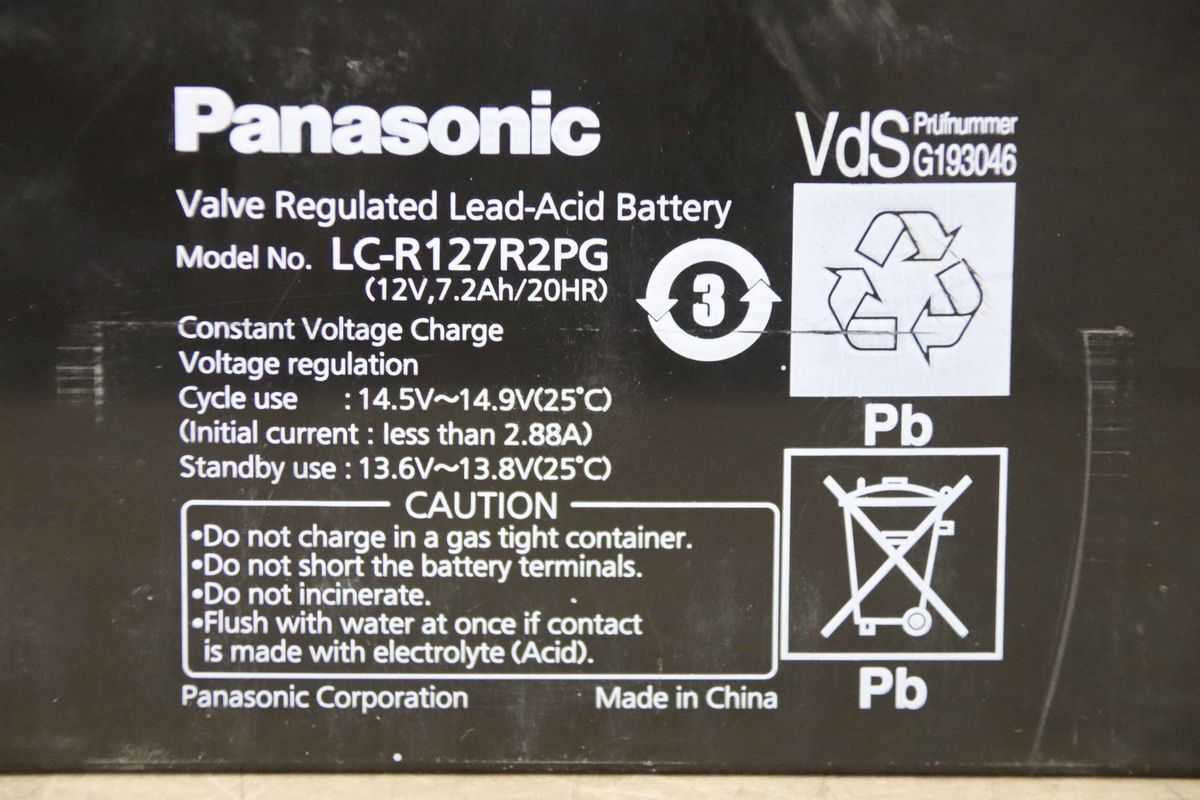 Panasonic
VdS Prüfnummer G193046
Valve Regulated Lead-Acid Battery
Model No. LC-R127R2PG
(12V,7.2Ah/20HR)
3
Constant Voltage Charge
Voltage regulation
Cycle use : 14.5V~14.9V(25°C)
(Initial current : less than 2.88A)
Standby use : 13.6V~13.8V(25°C)
Pb
CAUTION
•Do not charge in a gas tight container.
•Do not short the battery terminals.
•Do not incinerate.
•Flush with water at once if contact
is made with electrolyte (Acid).
Pb
Panasonic Corporation Made in China